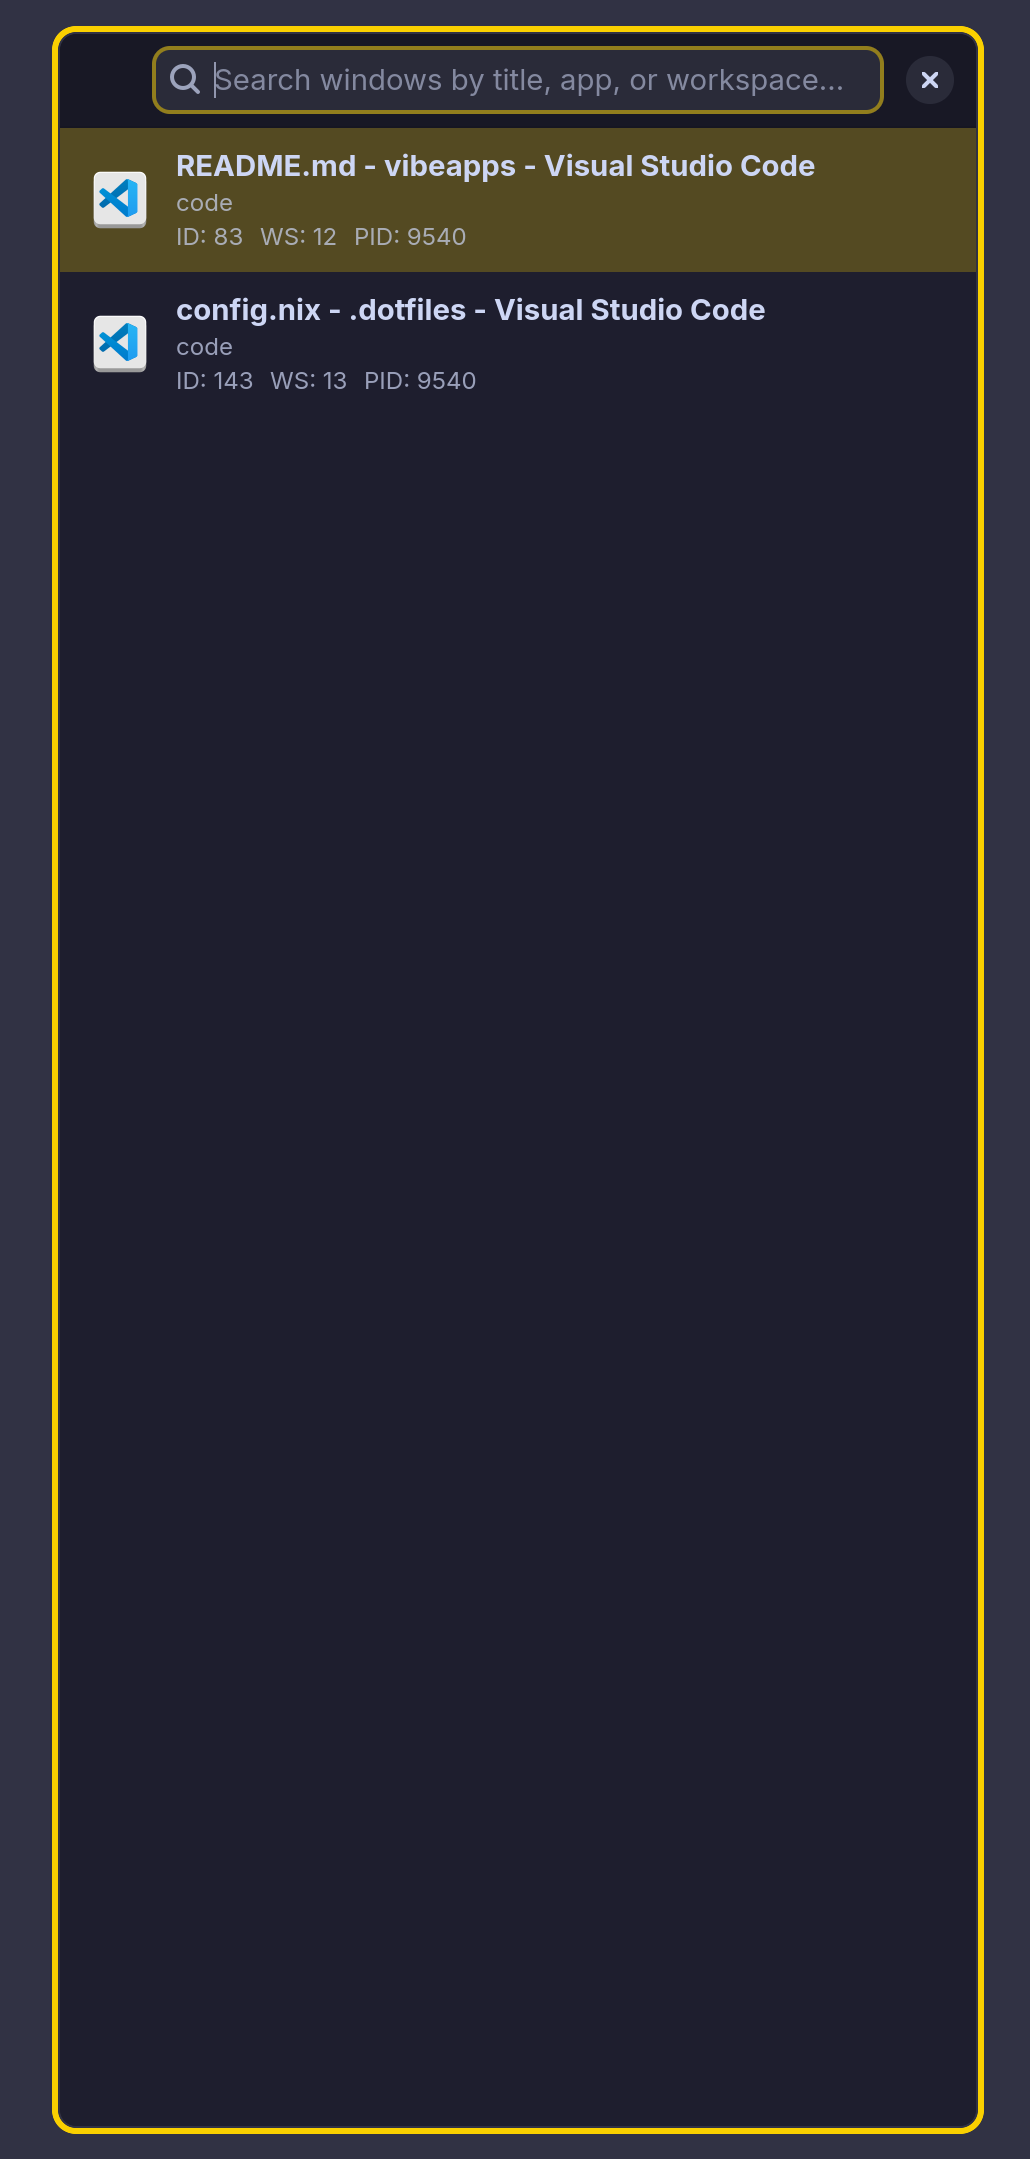 Search windows by title, app, or workspace...
README.md - vibeapps - Visual Studio Code
code
ID: 83 WS: 12 PID: 9540
config.nix - .dotfiles - Visual Studio Code
code
ID: 143 WS: 13 PID: 9540